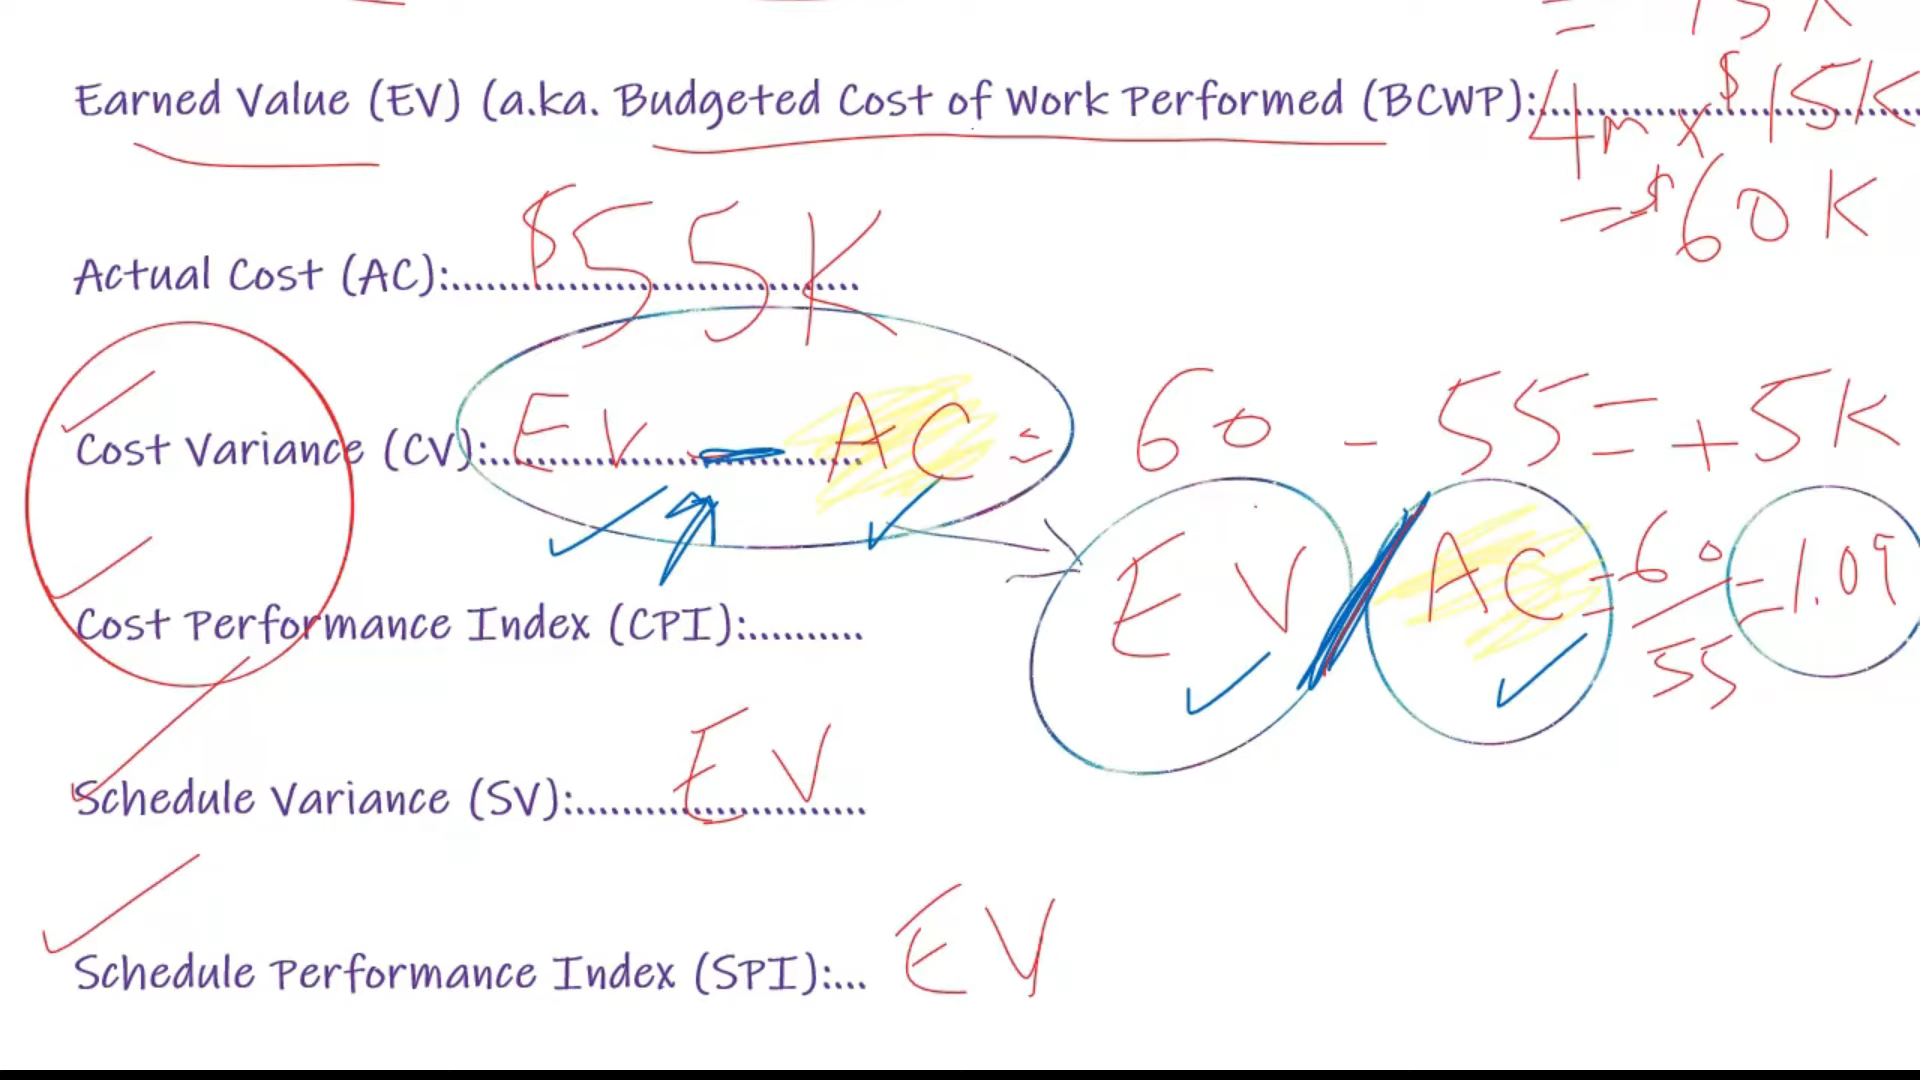 = 15K
Earned Value (EV) (a.ka. Budgeted Cost of Work Performed (BCWP):
4m x $15K
= $60K
$55K
Actual Cost (AC):
Cost Variance (CV): EV - AC = 60 - 55 = +5K
Cost Performance Index (CPI): EV / AC = 60 / 55 = 1.09
Schedule Variance (SV): EV
Schedule Performance Index (SPI):... EV